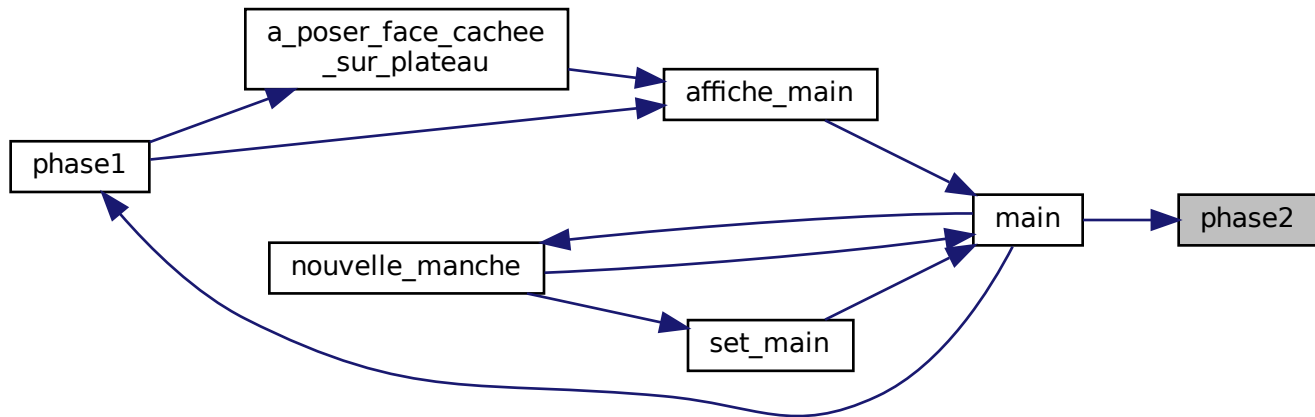 a_poser_face_cachee
_sur_plateau
affiche_main
phase1
main
phase2
nouvelle_manche
set_main